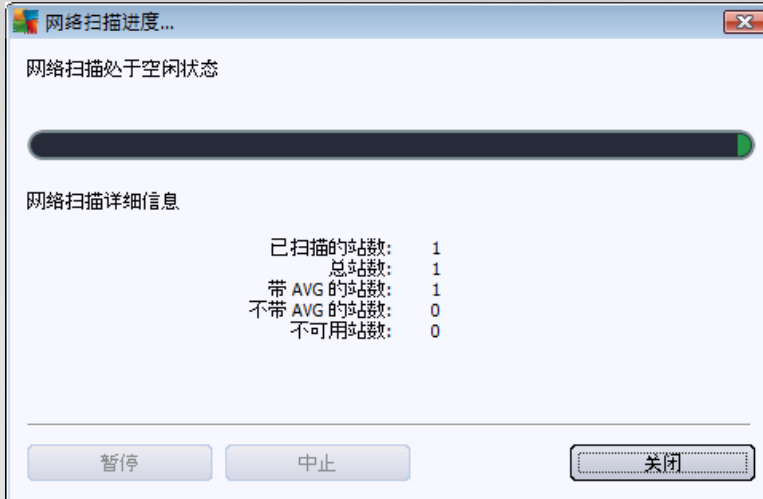 网络扫描进度...
网络扫描处于空闲状态
网络扫描详细信息
已扫描的站数: 1
总站数: 1
带 AVG 的站数: 1
不带 AVG 的站数: 0
不可用站数: 0
暂停 中止 关闭